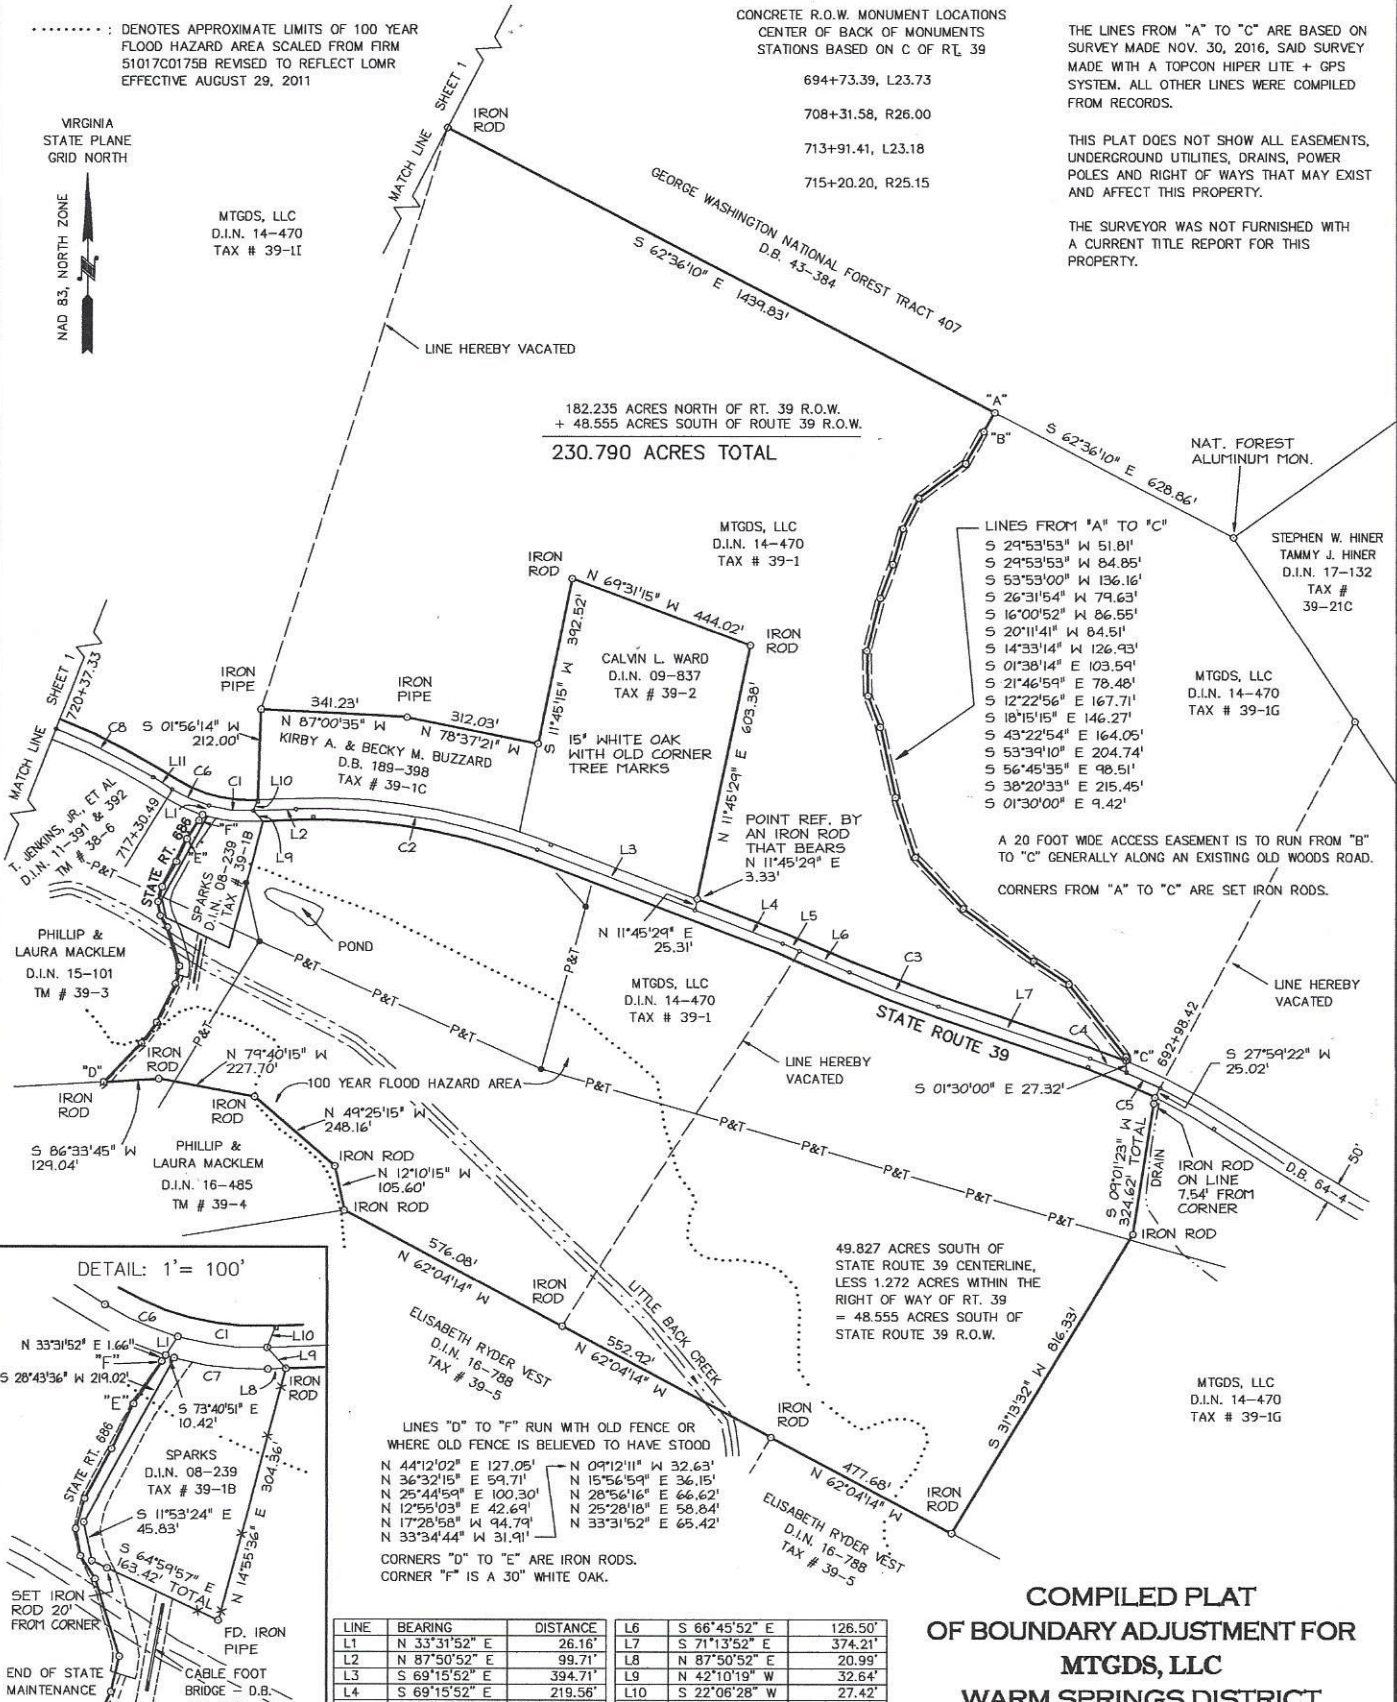 ·········: DENOTES APPROXIMATE LIMITS OF 100 YEAR
FLOOD HAZARD AREA SCALED FROM FIRM
51017C0175B REVISED TO REFLECT LOMR
EFFECTIVE AUGUST 29, 2011
CONCRETE R.O.W. MONUMENT LOCATIONS
CENTER OF BACK OF MONUMENTS
STATIONS BASED ON C OF RT. 39
694+73.39, L23.73
708+31.58, R26.00
713+91.41, L23.18
715+20.20, R25.15
THE LINES FROM "A" TO "C" ARE BASED ON
SURVEY MADE NOV. 30, 2016, SAID SURVEY
MADE WITH A TOPCON HIPER LITE + GPS
SYSTEM. ALL OTHER LINES WERE COMPILED
FROM RECORDS.
THIS PLAT DOES NOT SHOW ALL EASEMENTS,
UNDERGROUND UTILITIES, DRAINS, POWER
POLES AND RIGHT OF WAYS THAT MAY EXIST
AND AFFECT THIS PROPERTY.
THE SURVEYOR WAS NOT FURNISHED WITH
A CURRENT TITLE REPORT FOR THIS
PROPERTY.
VIRGINIA
STATE PLANE
GRID NORTH
NAD 83, NORTH ZONE
MATCH LINE SHEET 1
IRON
ROD
MTGDS, LLC
D.I.N. 14-470
TAX # 39-1I
GEORGE WASHINGTON NATIONAL FOREST TRACT 407
D.B. 43-384
S 62°36'10" E 1439.83'
LINE HEREBY VACATED
182.235 ACRES NORTH OF RT. 39 R.O.W.
+ 48.555 ACRES SOUTH OF ROUTE 39 R.O.W.
230.790 ACRES TOTAL
"A"
"B"
S 62°36'10" E 628.86'
NAT. FOREST
ALUMINUM MON.
STEPHEN W. HINER
TAMMY J. HINER
D.I.N. 17-132
TAX #
39-21C
MTGDS, LLC
D.I.N. 14-470
TAX # 39-1
LINES FROM "A" TO "C"
S 29°53'53" W 51.81'
S 29°53'53" W 84.85'
S 53°53'00" W 136.16'
S 26°31'54" W 79.63'
S 16°00'52" W 86.55'
S 20°11'41" W 84.51'
S 14°33'14" W 126.93'
S 01°38'14" E 103.59'
S 21°46'59" E 78.48'
S 12°22'56" E 167.71'
S 18°15'15" E 146.27'
S 43°22'54" E 164.05'
S 53°39'10" E 204.74'
S 56°45'35" E 98.51'
S 38°20'33" E 215.45'
S 01°30'00" E 9.42'
MTGDS, LLC
D.I.N. 14-470
TAX # 39-1G
A 20 FOOT WIDE ACCESS EASEMENT IS TO RUN FROM "B"
TO "C" GENERALLY ALONG AN EXISTING OLD WOODS ROAD.
CORNERS FROM "A" TO "C" ARE SET IRON RODS.
IRON
ROD
N 69°31'15" W 444.02'
IRON
ROD
S 11°45'15" W 392.52'
CALVIN L. WARD
D.I.N. 09-837
TAX # 39-2
N 11°45'29" E 603.38'
15" WHITE OAK
WITH OLD CORNER
TREE MARKS
IRON
PIPE
341.23'
N 87°00'35" W
IRON
PIPE
312.03'
N 78°37'21" W
KIRBY A. & BECKY M. BUZZARD
D.B. 189-398
TAX # 39-1C
S 01°56'14" W
212.00'
MATCH LINE SHEET 1
720+37.33
C8
L11
C6
C1
L10
L1
"F"
L2
L9
C2
L3
T. JENKINS, JR., ET AL
D.I.N. 11-391 & 392
TM # 38-6
717+30.49
P&T
STATE RT. 686
"E"
SPARKS
D.I.N. 08-239
TAX # 39-1B
POND
POINT REF. BY
AN IRON ROD
THAT BEARS
N 11°45'29" E
3.33'
N 11°45'29" E
25.31'
L4
L5
L6
C3
L7
C4
"C"
692+98.42
LINE HEREBY
VACATED
S 27°59'22" W
25.02'
PHILLIP &
LAURA MACKLEM
D.I.N. 15-101
TM # 39-3
P&T
P&T
P&T
P&T
P&T
MTGDS, LLC
D.I.N. 14-470
TAX # 39-1
STATE ROUTE 39
LINE HEREBY
VACATED
S 01°30'00" E 27.32'
C5
"D"
IRON
ROD
IRON
ROD
N 79°40'15" W
227.70'
IRON
ROD
100 YEAR FLOOD HAZARD AREA
N 49°25'15" W
248.16'
S 86°33'45" W
129.04'
PHILLIP &
LAURA MACKLEM
D.I.N. 16-485
TM # 39-4
IRON ROD
N 12°10'15" W
105.60'
IRON ROD
P&T
P&T
P&T
P&T
P&T
P&T
S 09°01'23" W
324.62' TOTAL
DRAIN
IRON ROD
ON LINE
7.54' FROM
CORNER
D.B. 64-4
50'
IRON ROD
576.08'
N 62°04'14" W
ELISABETH RYDER VEST
D.I.N. 16-788
TAX # 39-5
IRON
ROD
LITTLE BACK CREEK
552.92'
N 62°04'14" W
49.827 ACRES SOUTH OF
STATE ROUTE 39 CENTERLINE,
LESS 1.272 ACRES WITHIN THE
RIGHT OF WAY OF RT. 39
= 48.555 ACRES SOUTH OF
STATE ROUTE 39 R.O.W.
S 31°13'32" W 816.33'
MTGDS, LLC
D.I.N. 14-470
TAX # 39-1G
IRON
ROD
477.68'
N 62°04'14" W
IRON
ROD
ELISABETH RYDER VEST
D.I.N. 16-788
TAX # 39-5
LINES "D" TO "F" RUN WITH OLD FENCE OR
WHERE OLD FENCE IS BELIEVED TO HAVE STOOD
N 44°12'02" E 127.05' N 09°12'11" W 32.63'
N 36°32'15" E 59.71' N 15°56'59" E 36.15'
N 25°44'59" E 100.30' N 28°56'16" E 66.62'
N 12°55'03" E 42.69' N 25°28'18" E 58.84'
N 17°28'58" W 94.79' N 33°31'52" E 65.42'
N 33°34'44" W 31.91'
CORNERS "D" TO "E" ARE IRON RODS.
CORNER "F" IS A 30" WHITE OAK.
DETAIL: 1'= 100'
C6
C1
L10
N 33°31'52" E 1.66'
L1
L9
"F"
C7
L8
IRON
ROD
S 28°43'36" W 219.02'
"E"
S 73°40'51" E
10.42'
STATE RT. 686
SPARKS
D.I.N. 08-239
TAX # 39-1B
N 14°55'36" E 304.36'
S 11°53'24" E
45.83'
S 64°59'57" E
163.42' TOTAL
SET IRON
ROD 20'
FROM CORNER
FD. IRON
PIPE
END OF STATE
MAINTENANCE
CABLE FOOT
BRIDGE - D.B.
LINE BEARING DISTANCE
L1 N 33°31'52" E 26.16'
L2 N 87°50'52" E 99.71'
L3 S 69°15'52" E 394.71'
L4 S 69°15'52" E 219.56'
L6 S 66°45'52" E 126.50'
L7 S 71°13'52" E 374.21'
L8 N 87°50'52" E 20.99'
L9 N 42°10'19" W 32.64'
L10 S 22°06'28" W 27.42'
COMPILED PLAT
OF BOUNDARY ADJUSTMENT FOR
MTGDS, LLC
WARM SPRINGS DISTRICT